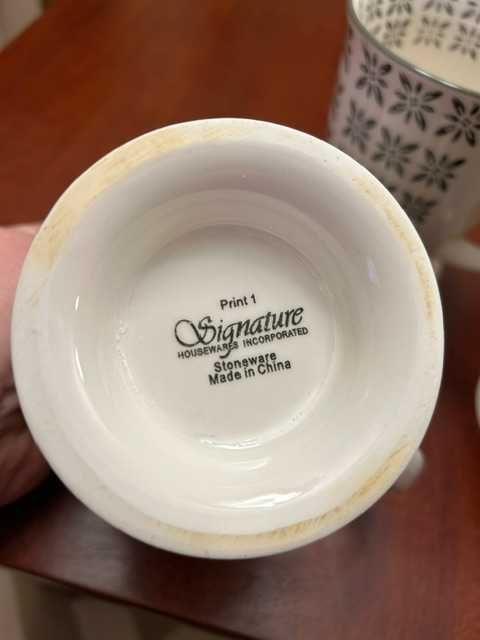 Print 1
Signature
HOUSEWARES INCORPORATED
Stoneware
Made in China